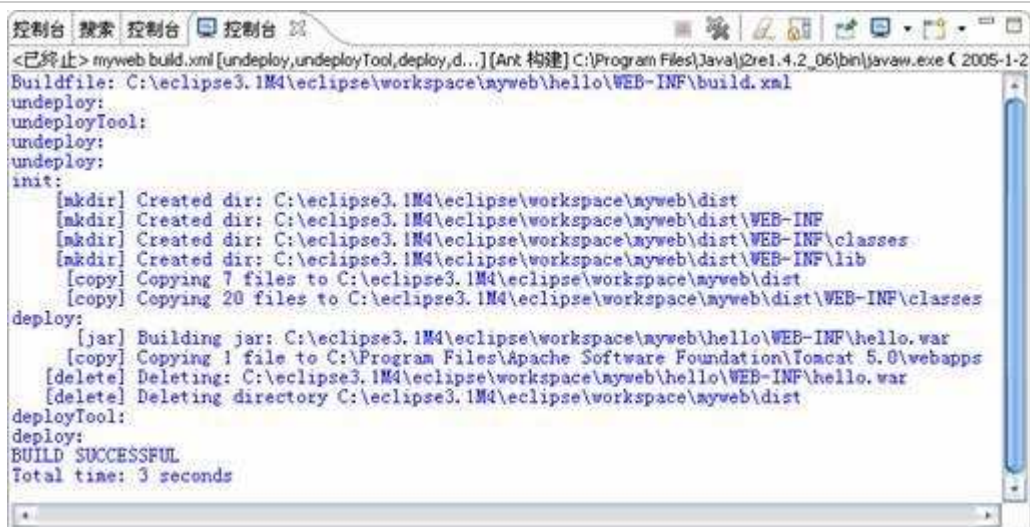 控制台 搜索 控制台 控制台
<已终止> myweb build.xml [undeploy,undeployTool,deploy,d...] [Ant 构建] C:\Program Files\Java\j2re1.4.2_06\bin\javaw.exe ( 2005-1-2
Buildfile: C:\eclipse3.1M4\eclipse\workspace\myweb\hello\WEB-INF\build.xml
undeploy:
undeployTool:
undeploy:
undeploy:
init:
[mkdir] Created dir: C:\eclipse3.1M4\eclipse\workspace\myweb\dist
[mkdir] Created dir: C:\eclipse3.1M4\eclipse\workspace\myweb\dist\WEB-INF
[mkdir] Created dir: C:\eclipse3.1M4\eclipse\workspace\myweb\dist\WEB-INF\classes
[mkdir] Created dir: C:\eclipse3.1M4\eclipse\workspace\myweb\dist\WEB-INF\lib
[copy] Copying 7 files to C:\eclipse3.1M4\eclipse\workspace\myweb\dist
[copy] Copying 20 files to C:\eclipse3.1M4\eclipse\workspace\myweb\dist\WEB-INF\classes
deploy:
[jar] Building jar: C:\eclipse3.1M4\eclipse\workspace\myweb\hello\WEB-INF\hello.war
[copy] Copying 1 file to C:\Program Files\Apache Software Foundation\Tomcat 5.0\webapps
[delete] Deleting: C:\eclipse3.1M4\eclipse\workspace\myweb\hello\WEB-INF\hello.war
[delete] Deleting directory C:\eclipse3.1M4\eclipse\workspace\myweb\dist
deployTool:
deploy:
BUILD SUCCESSFUL
Total time: 3 seconds